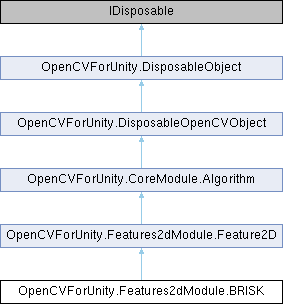 IDisposable
OpenCVForUnity.DisposableObject
OpenCVForUnity.DisposableOpenCVObject
OpenCVForUnity.CoreModule.Algorithm
OpenCVForUnity.Features2dModule.Feature2D
OpenCVForUnity.Features2dModule.BRISK